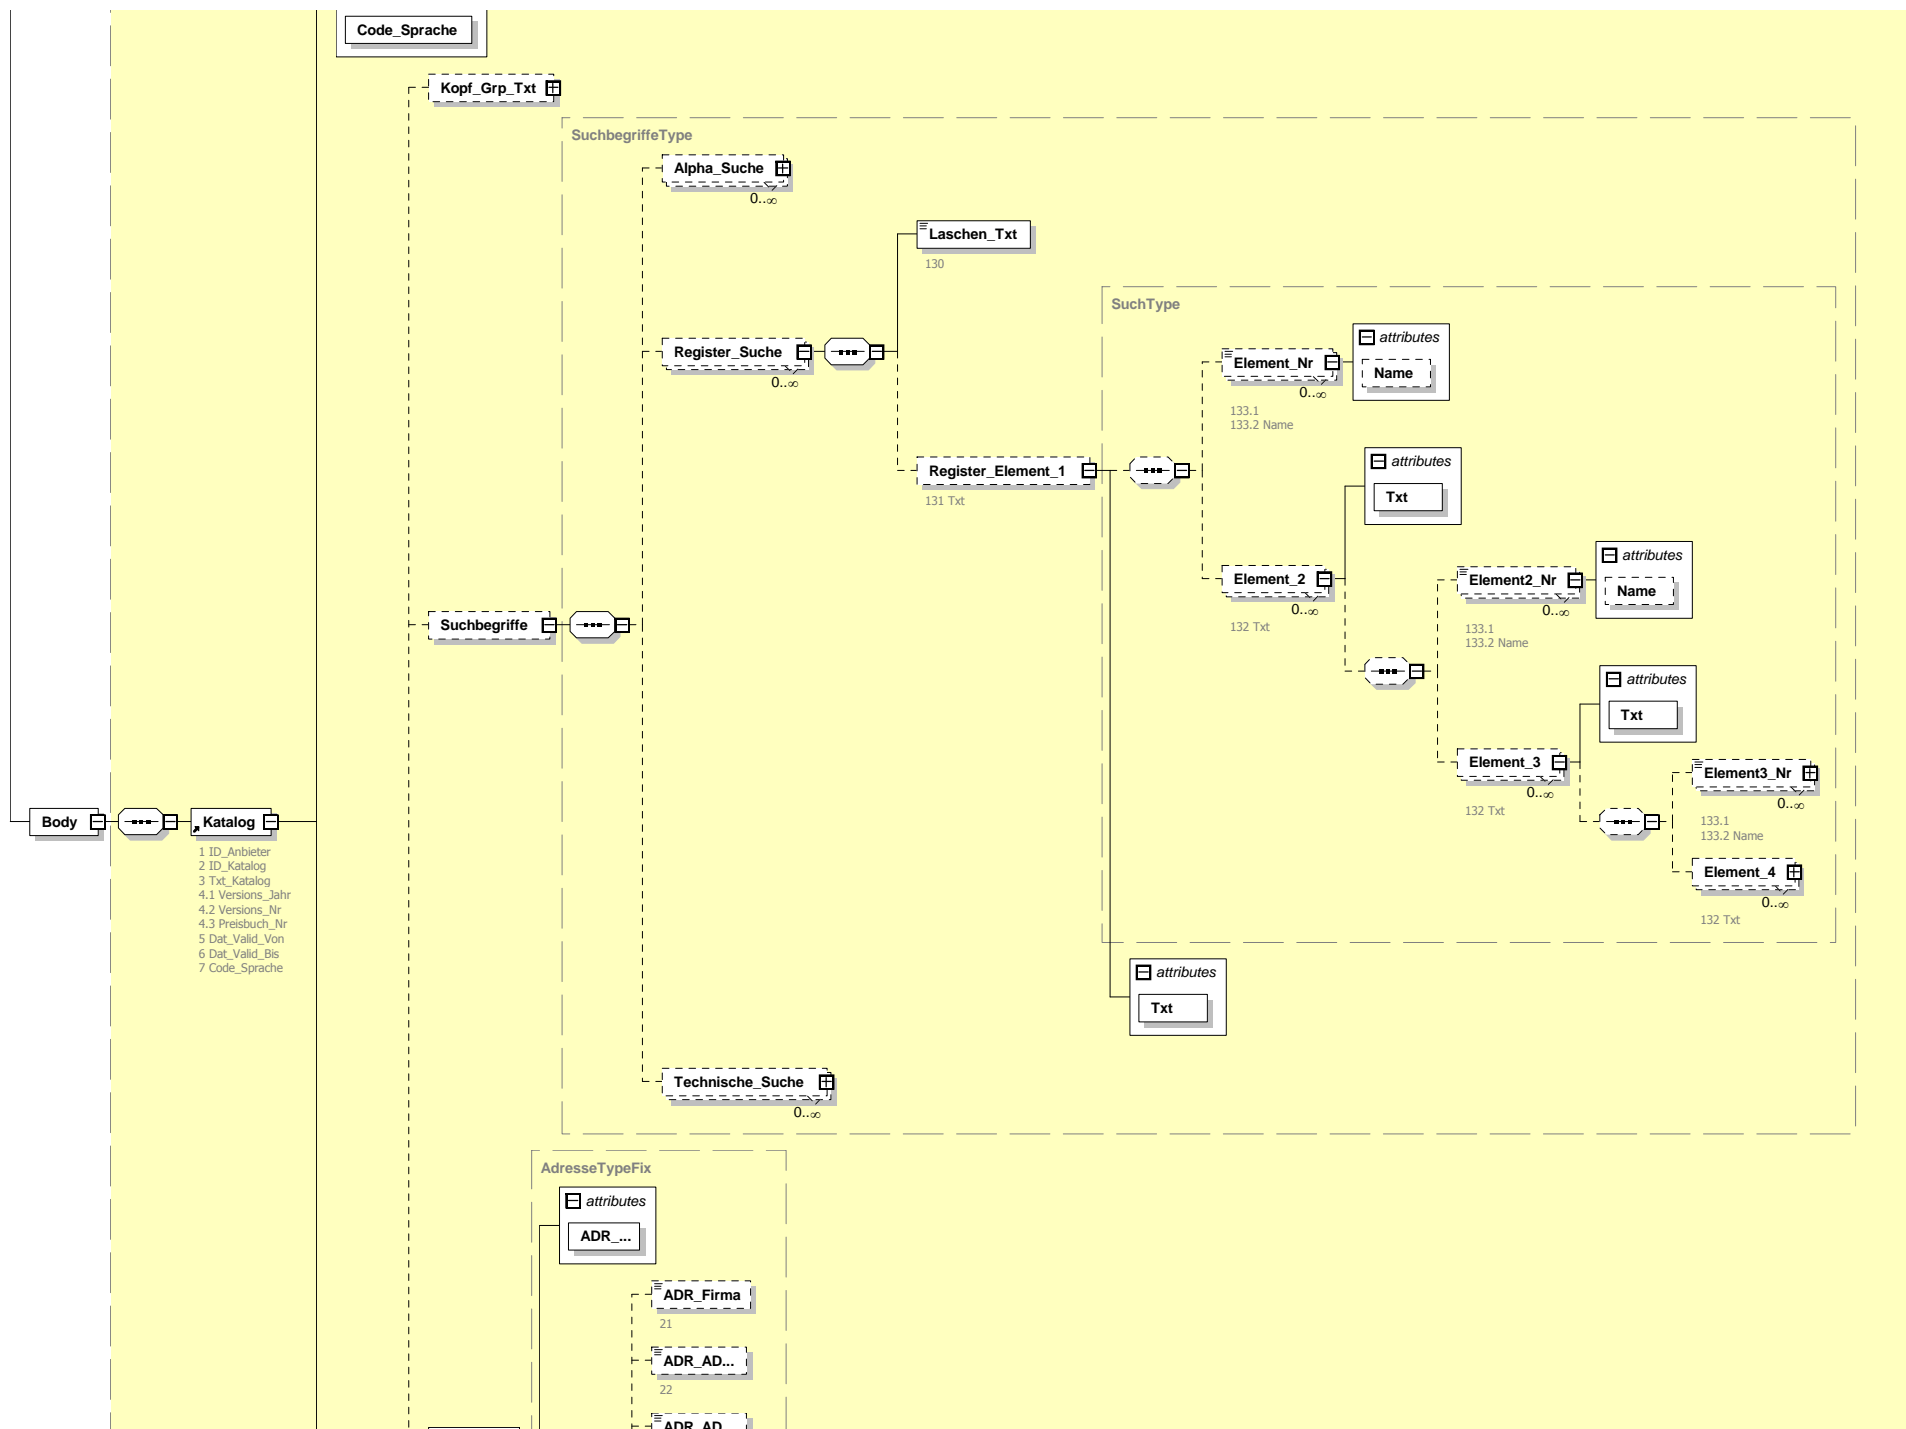 Code_Sprache
Kopf_Grp_Txt
SuchbegriffeType
Alpha_Suche
0..∞
Laschen_Txt
130
SuchType
attributes
Register_Suche
Element_Nr
Name
0..∞
0..∞
133.1
133.2 Name
attributes
Register_Element_1
131 Txt
Txt
attributes
Element_2
Element2_Nr
Name
0..∞
0..∞
Suchbegriffe
132 Txt
133.1
133.2 Name
attributes
Txt
Element_3
Element3_Nr
0..∞
0..∞
132 Txt
Body
Katalog
133.1
133.2 Name
1 ID_Anbieter
2 ID_Katalog
3 Txt_Katalog
4.1 Versions_Jahr
4.2 Versions_Nr
4.3 Preisbuch_Nr
5 Dat_Valid_Von
6 Dat_Valid_Bis
7 Code_Sprache
Element_4
0..∞
132 Txt
attributes
Txt
Technische_Suche
0..∞
AdresseTypeFix
attributes
ADR_...
ADR_Firma
21
ADR_AD...
22
ADR_AD